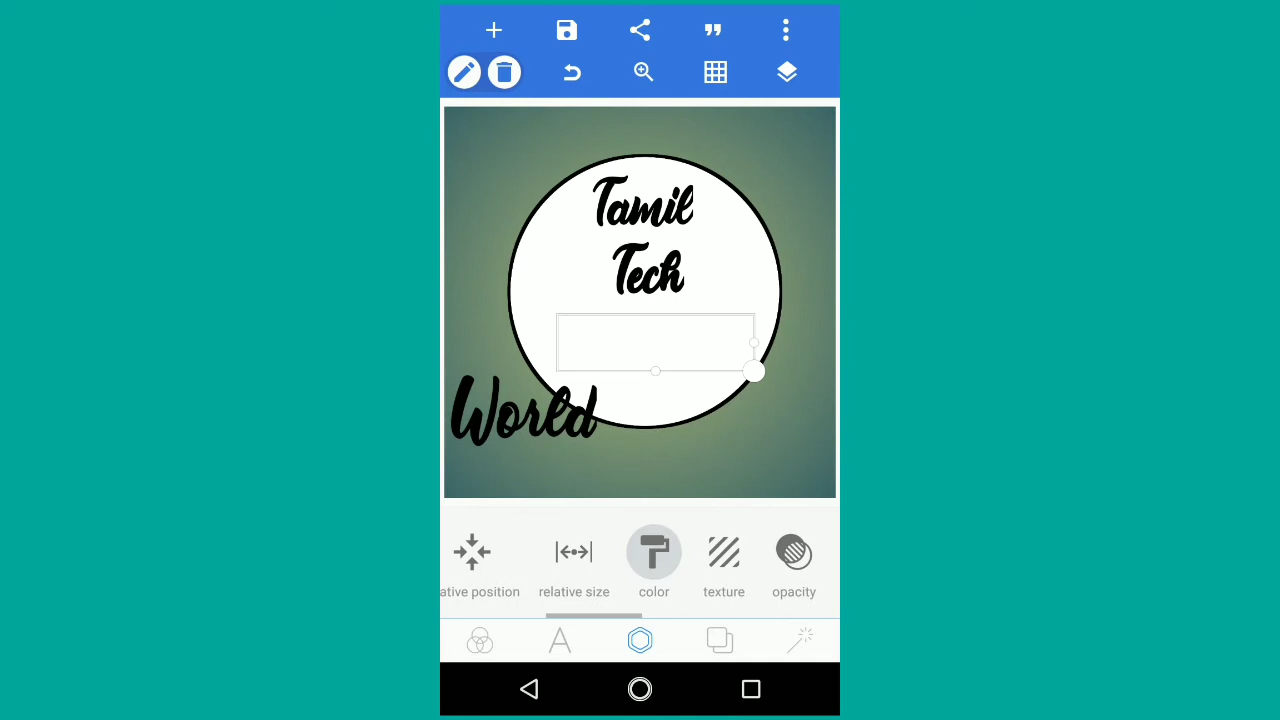 Tamil
Tech
World
ative position
relative size
color
texture
opacity